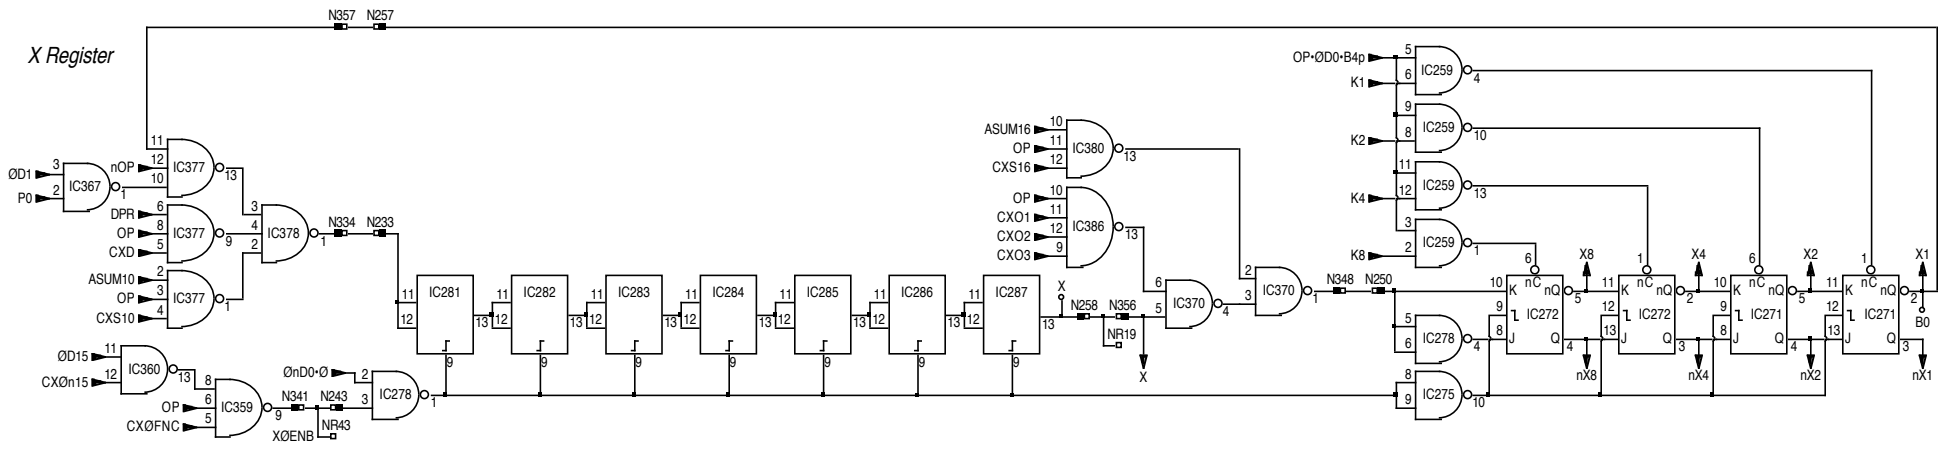 N357 N257
X Register
OP•ØD0•B4p 5 IC259 4
K1 6
9 IC259 10
K2 8
11 IC259 13
K4 12
3 IC259 1
K8 2
ASUM16 10 IC380 13
OP 11
CXS16 12
OP 10 IC386 13
CXO1 11
CXO2 12
CXO3 9
11 IC377 13
nOP 12
10
ØD1 3 IC367 1
P0 2
DPR 6 IC377 9
OP 8
CXD 5
ASUM10 2 IC377 1
OP 3
CXS10 4
3 IC378 1
4
2
N334 N233
11 IC281 13
12
9
11 IC282 13
12
9
11 IC283 13
12
9
11 IC284 13
12
9
11 IC285 13
12
9
11 IC286 13
12
9
11 IC287 13
12
9
X
N258 N356
NR19
X
6 IC370 4
5
2 IC370 1
3
N348 N250
5 IC278 4
6
8 IC275 10
9
6 X8
10 K nC nQ 5
9 IC272
8 J Q 4
nX8
1 X4
11 K nC nQ 2
12 IC272
13 J Q 3
nX4
6 X2
10 K nC nQ 5
9 IC271
8 J Q 4
nX2
1 X1
11 K nC nQ 2
12 IC271 B0
13 J Q 3
nX1
ØD15 11 IC360 13
CXØn15 12
8 IC359 9
OP 6
CXØFNC 5
N341 N243
XØENB NR43
ØnD0•Ø 2 IC278 1
3